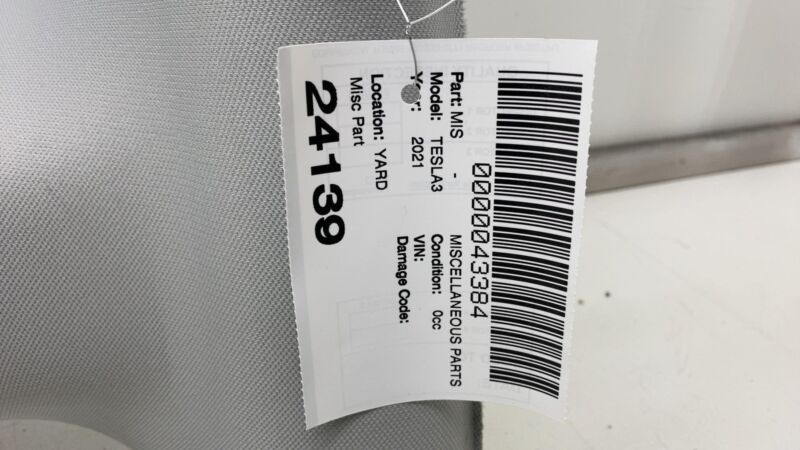 0000043384
Part: MIS - MISCELLANEOUS PARTS
Model: TESLA3 Condition: 0cc
Year: 2021 VIN:
Damage Code:
Location: YARD
Misc Part
24139